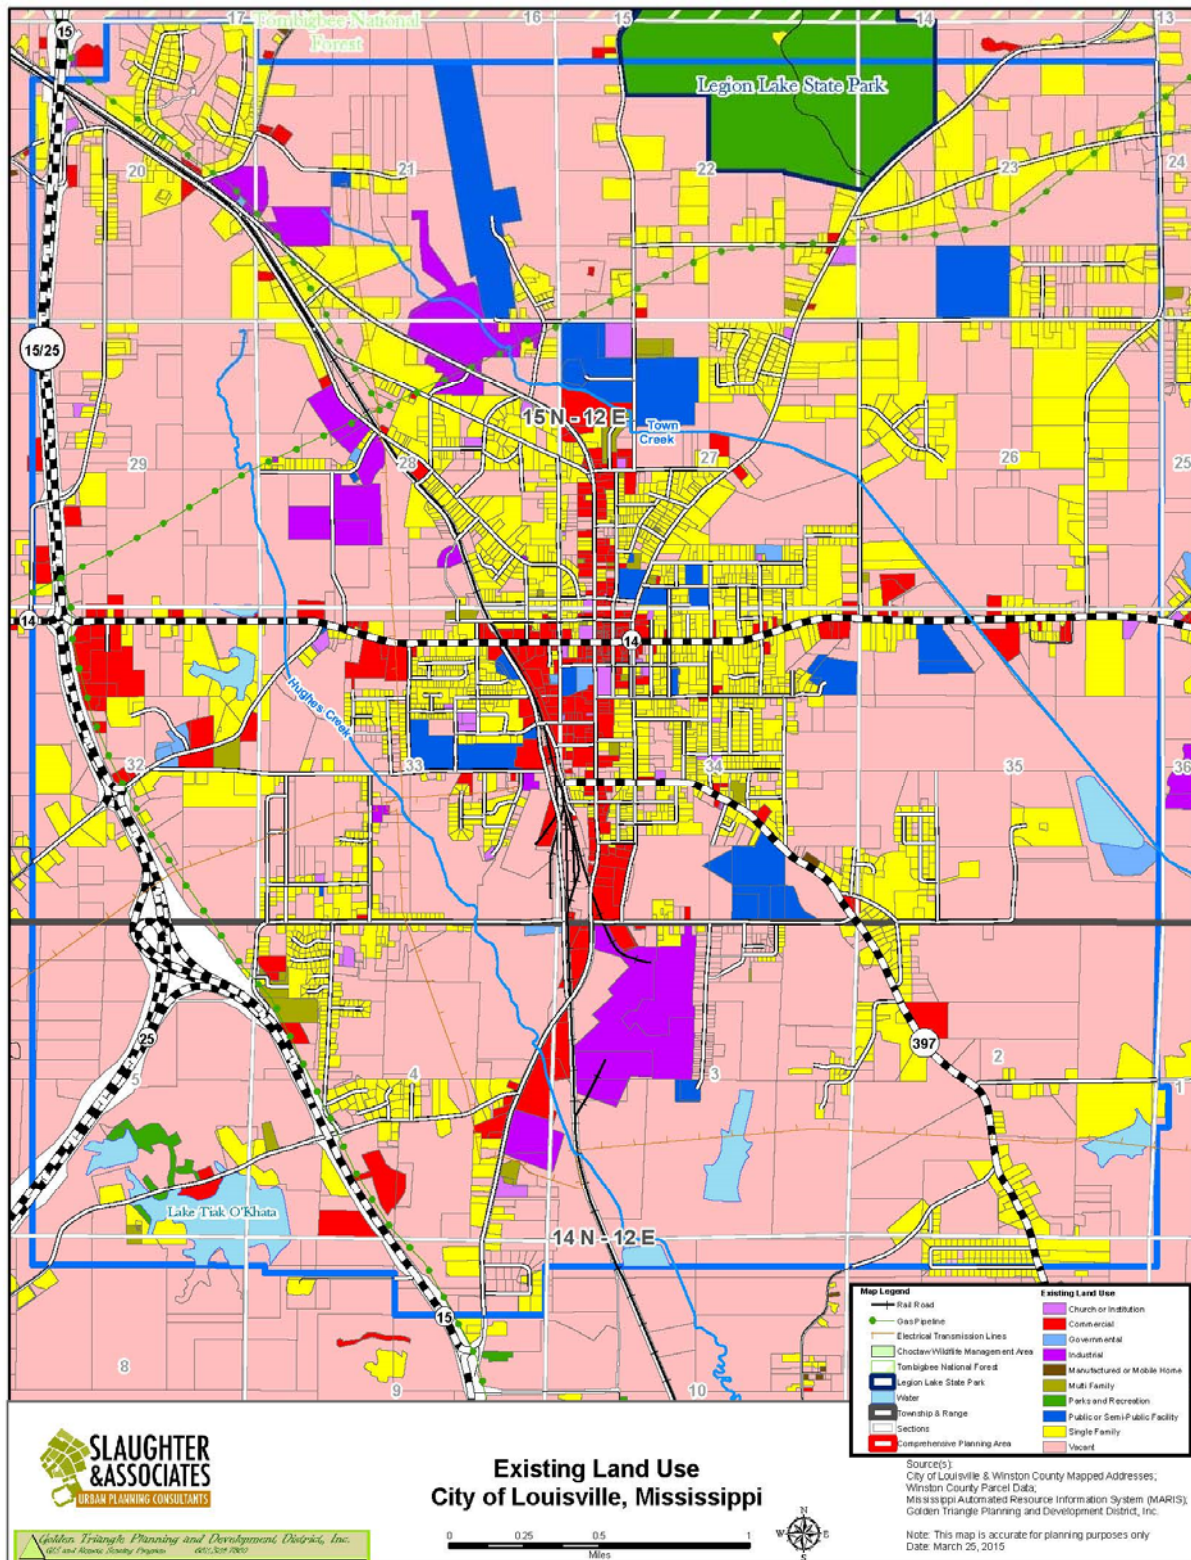 15
17
Tombigbee National
Forest
16
15
14
13
Legion Lake State Park
20
21
22
23
24
15/25
15 N - 12 E
Town
Creek
29
28
27
26
25
14
14
Hughes Creek
32
33
34
35
36
25
5
4
3
397
2
1
Lake Tiak O'Khata
14 N - 12 E
15
8
9
10
Map Legend
Rail Road
Gas Pipeline
Electrical Transmission Lines
Choctaw Wildlife Management Area
Tombigbee National Forest
Legion Lake State Park
Water
Township & Range
Sections
Comprehensive Planning Area
Existing Land Use
Church or Institution
Commercial
Governmental
Industrial
Manufactured or Mobile Home
Multi Family
Parks and Recreation
Public or Semi-Public Facility
Single Family
Vacant
SLAUGHTER
&ASSOCIATES
URBAN PLANNING CONSULTANTS
Golden Triangle Planning and Development District, Inc.
GIS and Remote Sensing Program
Existing Land Use
City of Louisville, Mississippi
0 0.25 0.5 1
Miles
N
W E
S
Source(s):
City of Louisville & Winston County Mapped Addresses;
Winston County Parcel Data;
Mississippi Automated Resource Information System (MARIS);
Golden Triangle Planning and Development District, Inc.
Note: This map is accurate for planning purposes only
Date: March 25, 2015